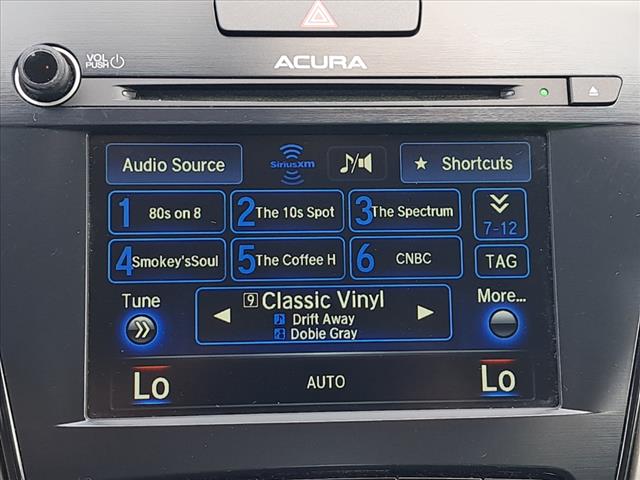 VOL
PUSH
ACURA
Audio Source
SiriusXM
★ Shortcuts
1 80s on 8
2 The 10s Spot
3 The Spectrum
7-12
4 Smokey'sSoul
5 The Coffee H
6 CNBC
TAG
Tune
9 Classic Vinyl
Drift Away
Dobie Gray
More...
Lo
AUTO
Lo